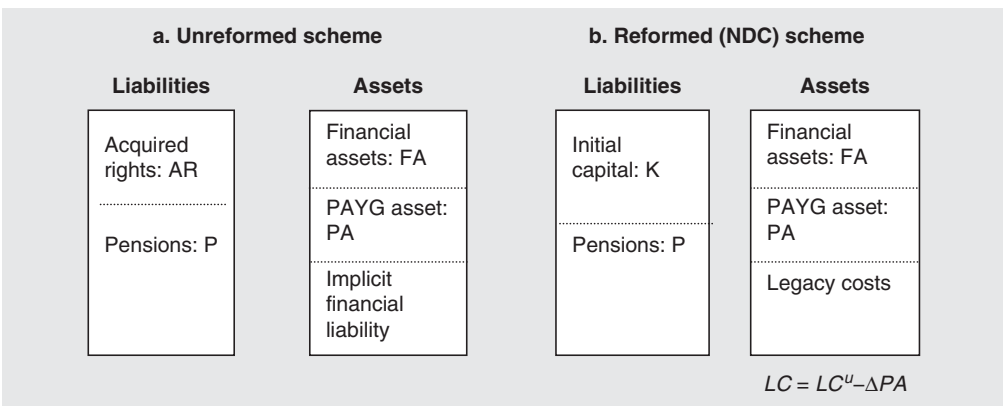 a. Unreformed scheme
Liabilities
Acquired
rights: AR
Pensions: P
Assets
Financial
assets: FA
PAYG asset:
PA
Implicit
financial
liability
b. Reformed (NDC) scheme
Liabilities
Initial
capital: K
Pensions: P
Assets
Financial
assets: FA
PAYG asset:
PA
Legacy costs
LC = LCᵘ–ΔPA